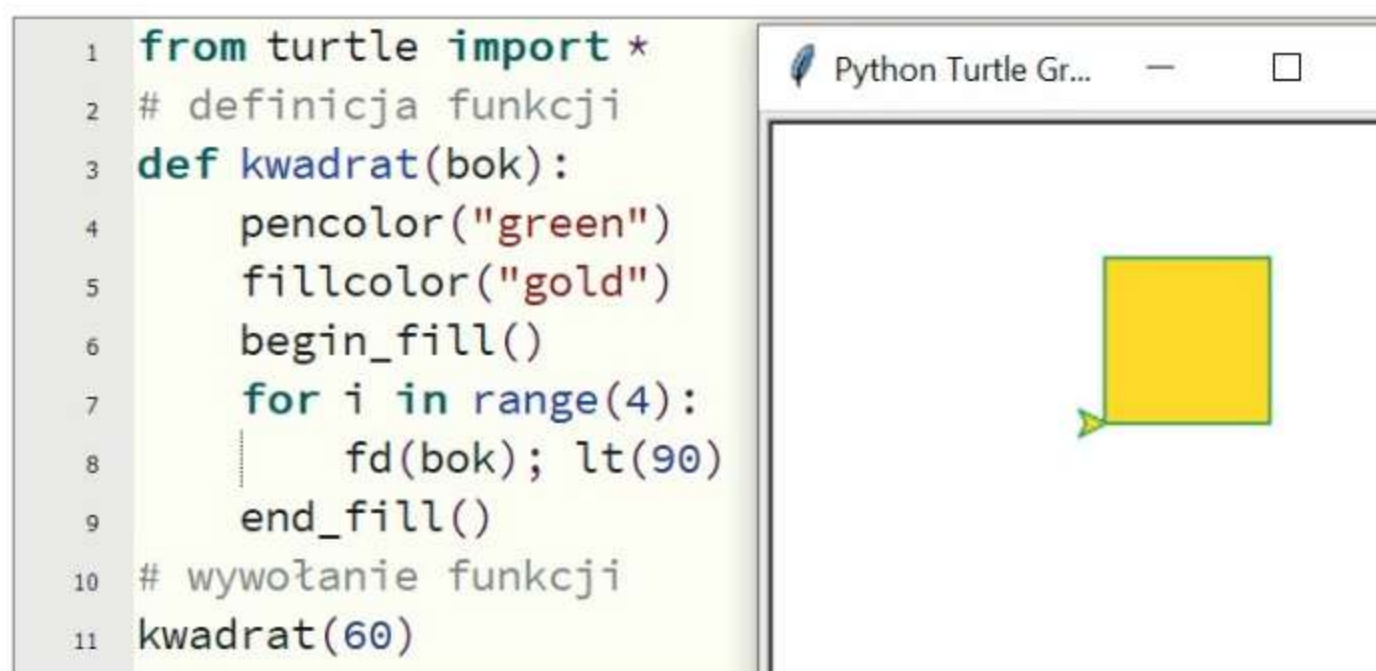 1 from turtle import *
2 # definicja funkcji
3 def kwadrat(bok):
4     pencolor("green")
5     fillcolor("gold")
6     begin_fill()
7     for i in range(4):
8         fd(bok); lt(90)
9     end_fill()
10 # wywołanie funkcji
11 kwadrat(60)
Python Turtle Gr...